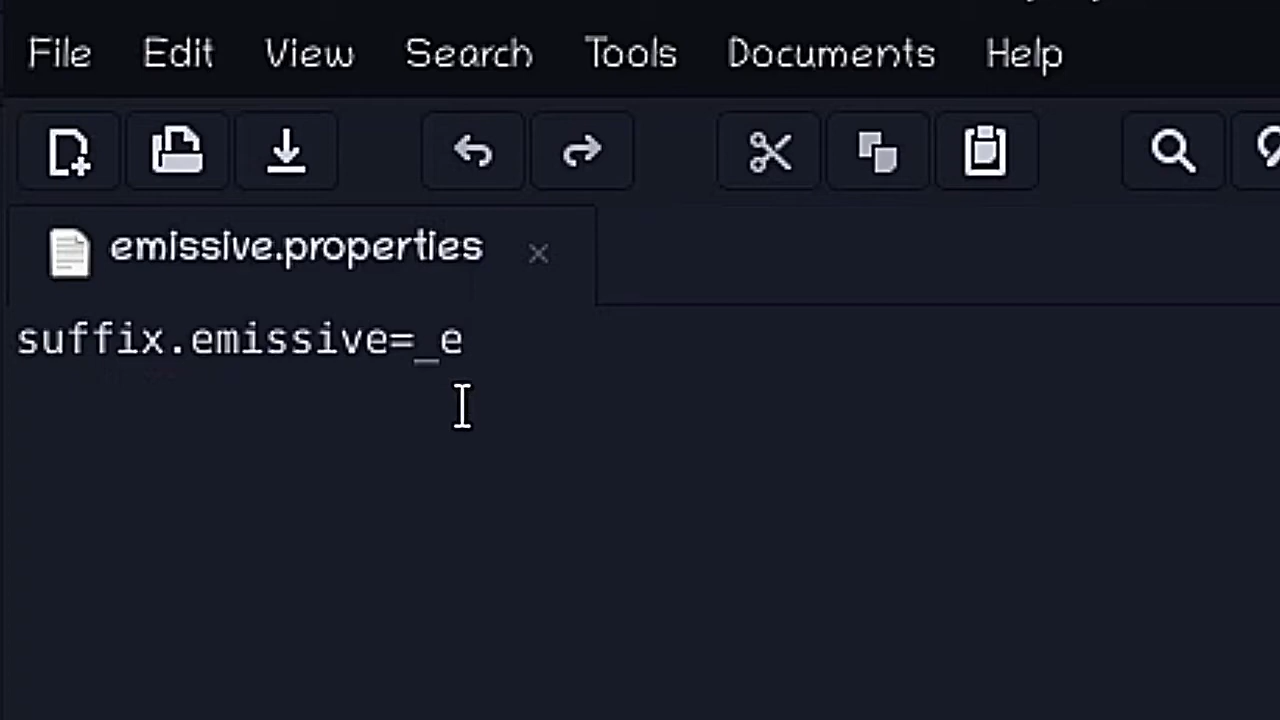 File Edit View Search Tools Documents Help
emissive.properties
suffix.emissive=_e